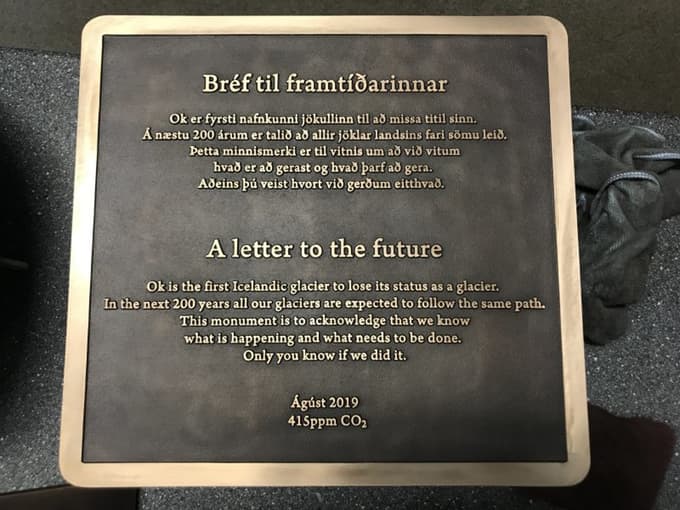 Bréf til framtíðarinnar
Ok er fyrsti nafnkunni jökullinn til að missa titil sinn.
Á næstu 200 árum er talið að allir jöklar landsins fari sömu leið.
Þetta minnismerki er til vitnis um að við vitum
hvað er að gerast og hvað þarf að gera.
Aðeins þú veist hvort við gerðum eitthvað.
A letter to the future
Ok is the first Icelandic glacier to lose its status as a glacier.
In the next 200 years all our glaciers are expected to follow the same path.
This monument is to acknowledge that we know
what is happening and what needs to be done.
Only you know if we did it.
Ágúst 2019
415ppm CO₂